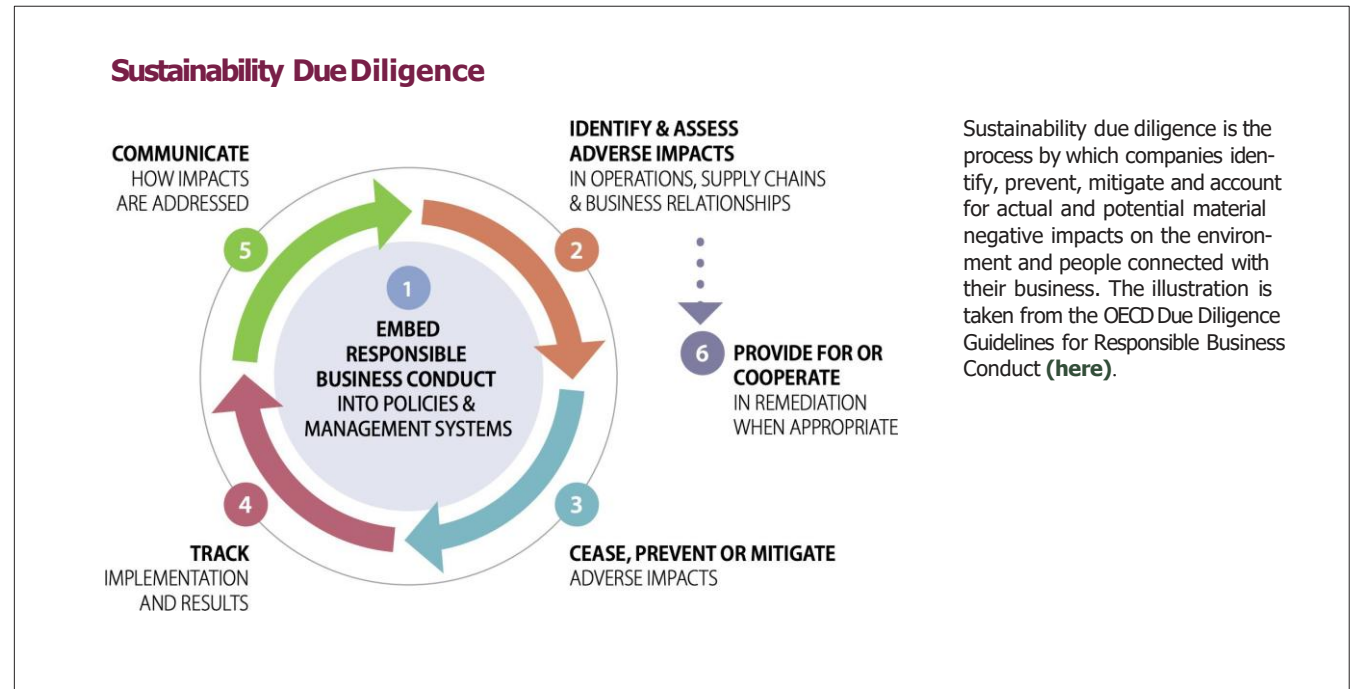 Sustainability Due Diligence
COMMUNICATE
HOW IMPACTS
ARE ADDRESSED
5
1
EMBED
RESPONSIBLE
BUSINESS CONDUCT
INTO POLICIES &
MANAGEMENT SYSTEMS
IDENTIFY & ASSESS
ADVERSE IMPACTS
IN OPERATIONS, SUPPLY CHAINS
& BUSINESS RELATIONSHIPS
2
6
PROVIDE FOR OR
COOPERATE
IN REMEDIATION
WHEN APPROPRIATE
3
CEASE, PREVENT OR MITIGATE
ADVERSE IMPACTS
4
TRACK
IMPLEMENTATION
AND RESULTS
Sustainability due diligence is the
process by which companies iden-
tify, prevent, mitigate and account
for actual and potential material
negative impacts on the environ-
ment and people connected with
their business. The illustration is
taken from the OECD Due Diligence
Guidelines for Responsible Business
Conduct (here).